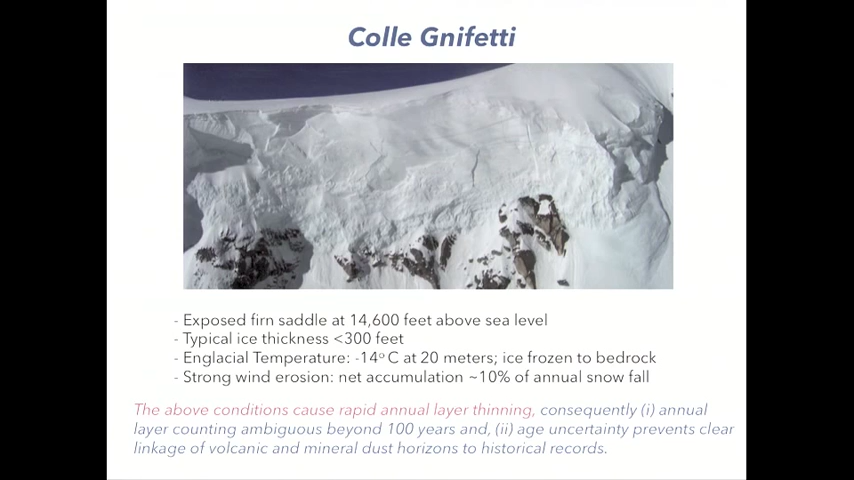 Colle Gnifetti
- Exposed firn saddle at 14,600 feet above sea level
- Typical ice thickness <300 feet
- Englacial Temperature: -14º C at 20 meters; ice frozen to bedrock
- Strong wind erosion: net accumulation ~10% of annual snow fall
The above conditions cause rapid annual layer thinning, consequently (i) annual
layer counting ambiguous beyond 100 years and, (ii) age uncertainty prevents clear
linkage of volcanic and mineral dust horizons to historical records.